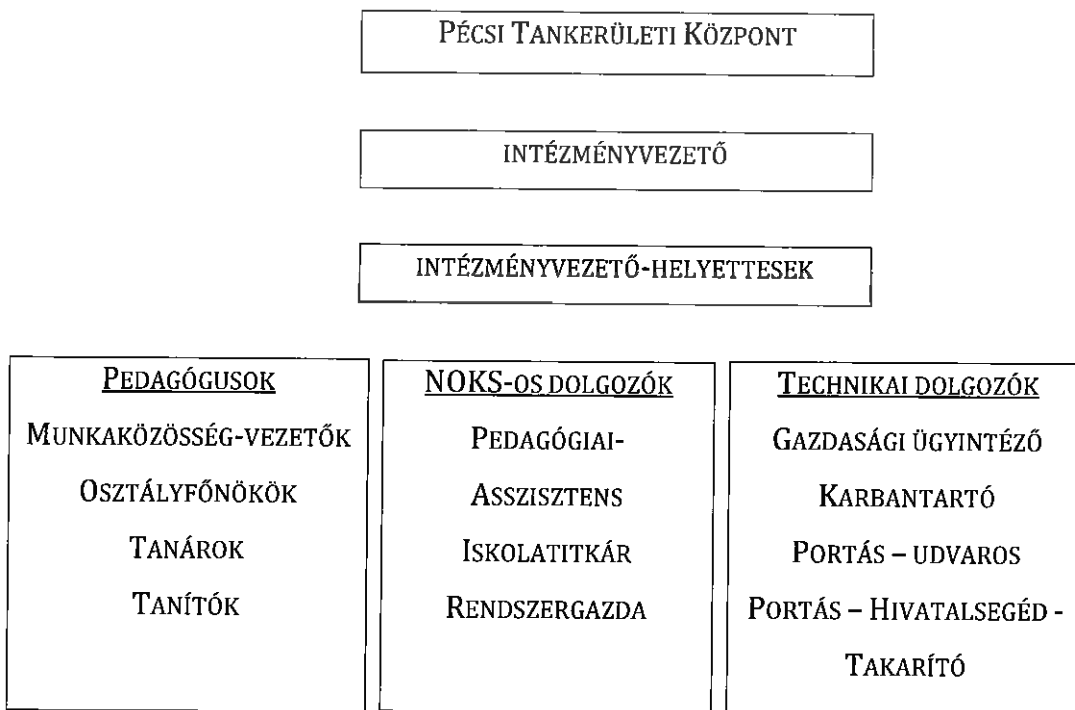 PÉCSI TANKERÜLETI KÖZPONT
INTÉZMÉNYVEZETŐ
INTÉZMÉNYVEZETŐ-HELYETTESEK
PEDAGÓGUSOK
MUNKAKÖZÖSSÉG-VEZETŐK
OSZTÁLYFŐNÖKÖK
TANÁROK
TANÍTÓK
NOKS-OS DOLGOZÓK
PEDAGÓGIAI-
ASSZISZTENS
ISKOLATITKÁR
RENDSZERGAZDA
TECHNIKAI DOLGOZÓK
GAZDASÁGI ÜGYINTÉZŐ
KARBANTARTÓ
PORTÁS – UDVAROS
PORTÁS – HIVATALSEGÉD -
TAKARÍTÓ